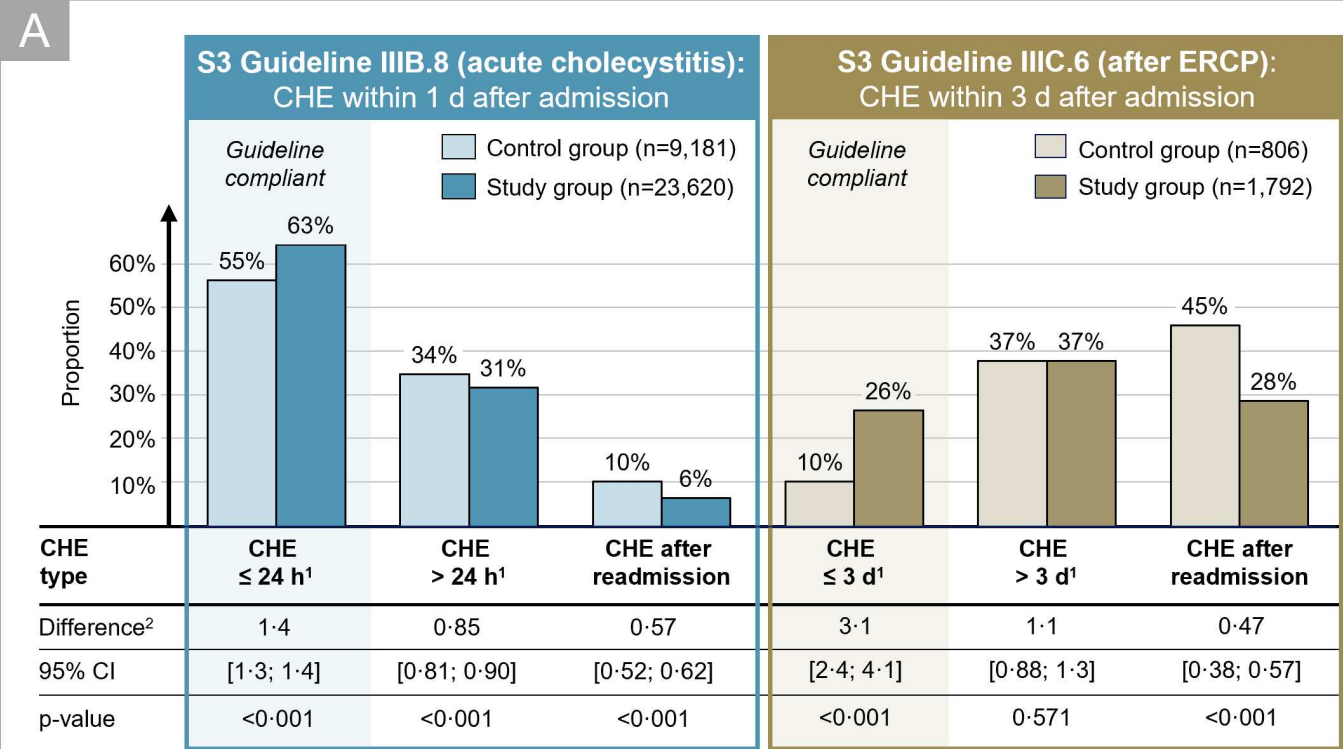 A
S3 Guideline IIIB.8 (acute cholecystitis):
CHE within 1 d after admission
S3 Guideline IIIC.6 (after ERCP):
CHE within 3 d after admission
Guideline
compliant
Control group (n=9,181)
Study group (n=23,620)
Guideline
compliant
Control group (n=806)
Study group (n=1,792)
Proportion
60%
50%
40%
30%
20%
10%
55%
63%
34%
31%
10%
6%
10%
26%
37%
37%
45%
28%
CHE
type
CHE
≤ 24 h¹
CHE
> 24 h¹
CHE after
readmission
CHE
≤ 3 d¹
CHE
> 3 d¹
CHE after
readmission
Difference² 1·4 0·85 0·57 3·1 1·1 0·47
95% CI [1·3; 1·4] [0·81; 0·90] [0·52; 0·62] [2·4; 4·1] [0·88; 1·3] [0·38; 0·57]
p-value <0·001 <0·001 <0·001 <0·001 0·571 <0·001